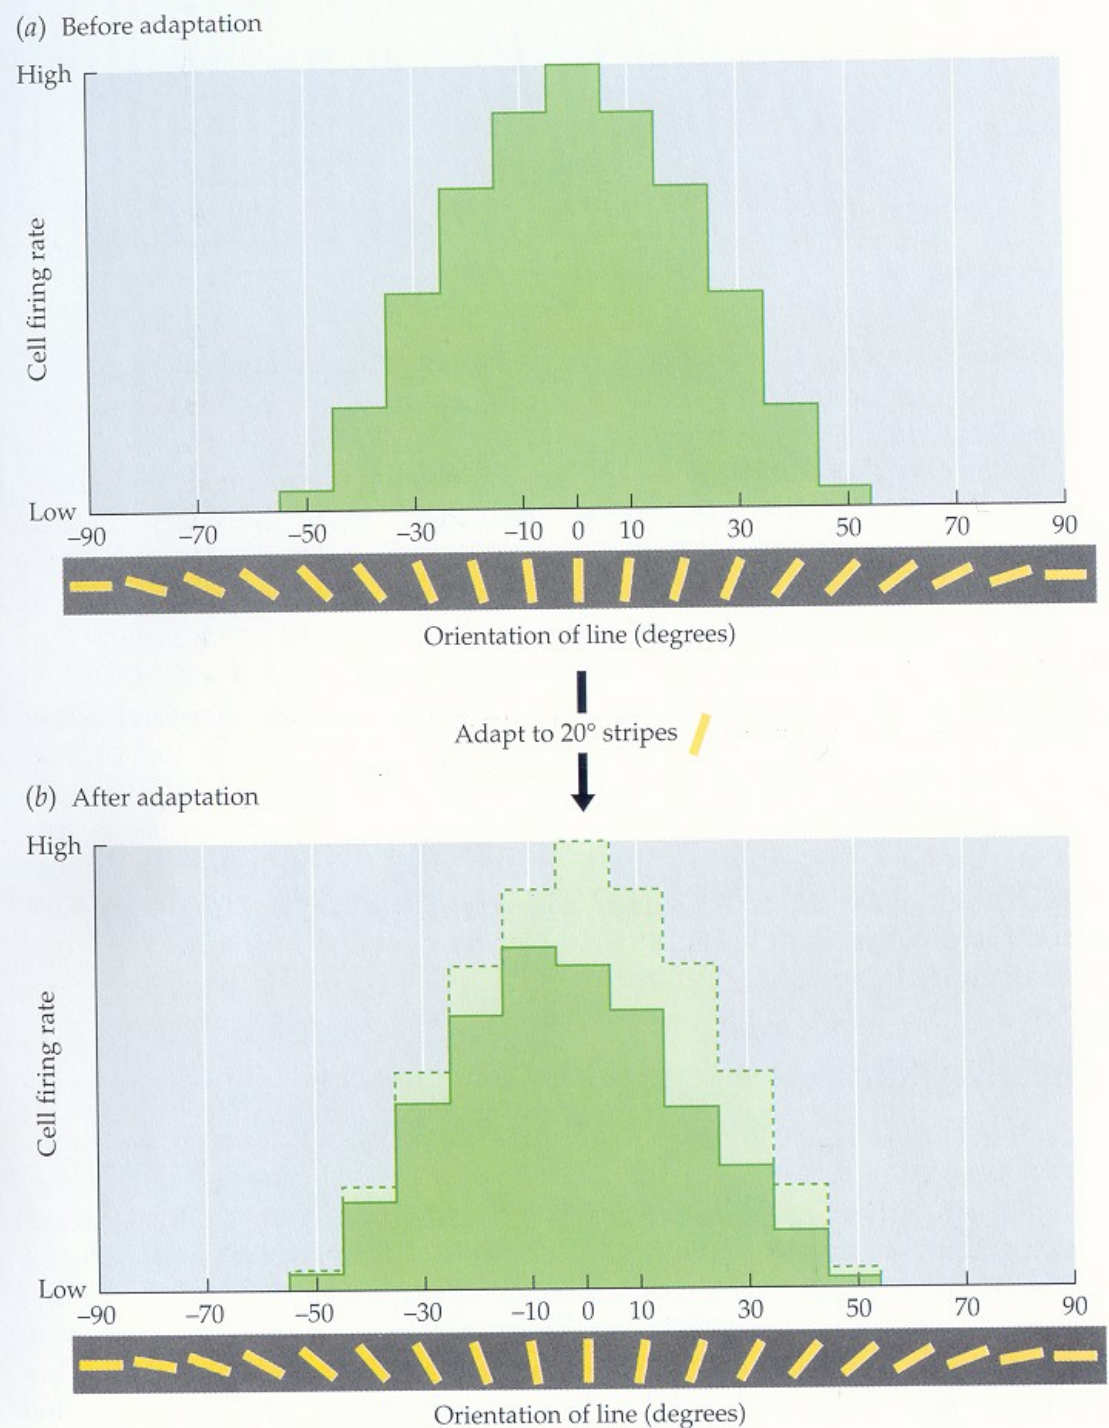 (a) Before adaptation
High
Cell firing rate
Low
–90 –70 –50 –30 –10 0 10 30 50 70 90
Orientation of line (degrees)
Adapt to 20° stripes
(b) After adaptation
High
Cell firing rate
Low
–90 –70 –50 –30 –10 0 10 30 50 70 90
Orientation of line (degrees)